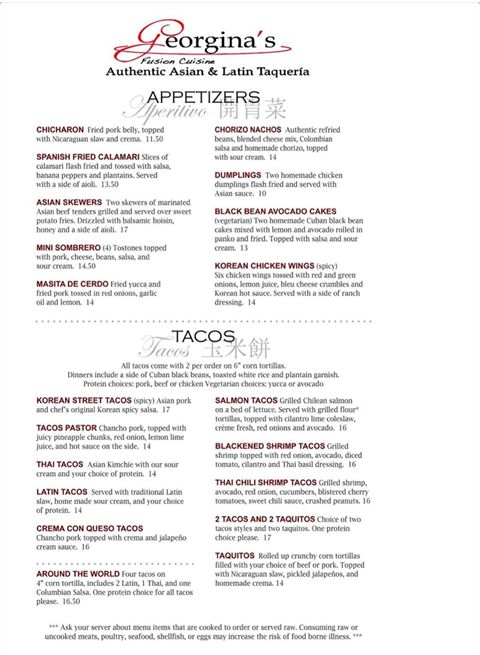 Georgina's
Fusion Cuisine
Authentic Asian & Latin Taquería
APPETIZERS
Aperitivo 開胃菜
CHICHARON Fried pork belly, topped
with Nicaraguan slaw and crema. 11.50
SPANISH FRIED CALAMARI Slices of
calamari flash fried and tossed with salsa,
banana peppers and plantains. Served
with a side of aioli. 13.50
ASIAN SKEWERS Two skewers of marinated
Asian beef tenders grilled and served over sweet
potato fries. Drizzled with balsamic hoisin,
honey and a side of aioli. 17
MINI SOMBRERO (4) Tostones topped
with pork, cheese, beans, salsa, and
sour cream. 14.50
MASITA DE CERDO Fried yucca and
fried pork tossed in red onions, garlic
oil and lemon. 14
CHORIZO NACHOS Authentic refried
beans, blended cheese mix, Colombian
salsa and homemade chorizo, topped
with sour cream. 14
DUMPLINGS Two homemade chicken
dumplings flash fried and served with
Asian sauce. 10
BLACK BEAN AVOCADO CAKES
(vegetarian) Two homemade Cuban black bean
cakes mixed with lemon and avocado rolled in
panko and fried. Topped with salsa and sour
cream. 13
KOREAN CHICKEN WINGS (spicy)
Six chicken wings tossed with red and green
onions, lemon juice, bleu cheese crumbles and
Korean hot sauce. Served with a side of ranch
dressing. 14
TACOS
Tacos 玉米餅
All tacos come with 2 per order on 6" corn tortillas.
Dinners include a side of Cuban black beans, toasted white rice and plantain garnish.
Protein choices: pork, beef or chicken Vegetarian choices: yucca or avocado
KOREAN STREET TACOS (spicy) Asian pork
and chef's original Korean spicy salsa. 17
TACOS PASTOR Chancho pork, topped with
juicy pineapple chunks, red onion, lemon lime
juice, and hot sauce on the side. 14
THAI TACOS Asian Kimchie with our sour
cream and your choice of protein. 14
LATIN TACOS Served with traditional Latin
slaw, home made sour cream, and your choice
of protein. 14
CREMA CON QUESO TACOS
Chancho pork topped with crema and jalapeño
cream sauce. 16
AROUND THE WORLD Four tacos on
4" corn tortilla, includes 2 Latin, 1 Thai, and one
Columbian Salsa. One protein choice for all tacos
please. 16.50
SALMON TACOS Grilled Chilean salmon
on a bed of lettuce. Served with grilled flour*
tortillas, topped with cilantro lime coleslaw,
crème fresh, red onions and avocado. 16
BLACKENED SHRIMP TACOS Grilled
shrimp topped with red onion, avocado, diced
tomato, cilantro and Thai basil dressing. 16
THAI CHILI SHRIMP TACOS Grilled shrimp,
avocado, red onion, cucumbers, blistered cherry
tomatoes, sweet chili sauce, crushed peanuts. 16
2 TACOS AND 2 TAQUITOS Choice of two
tacos styles and two taquitos. One protein
choice please. 17
TAQUITOS Rolled up crunchy corn tortillas
filled with your choice of beef or pork. Topped
with Nicaraguan slaw, pickled jalapeños, and
homemade crema. 14
*** Ask your server about menu items that are cooked to order or served raw. Consuming raw or
uncooked meats, poultry, seafood, shellfish, or eggs may increase the risk of food borne illness. ***